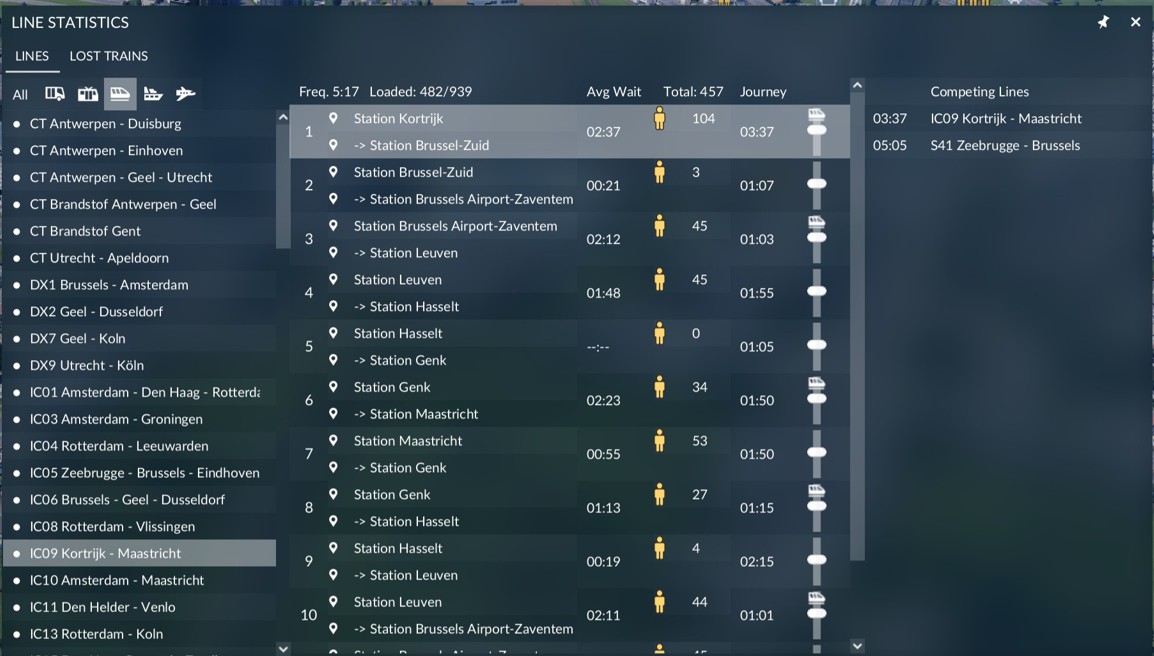 LINE STATISTICS
LINES LOST TRAINS
All
CT Antwerpen - Duisburg
CT Antwerpen - Einhoven
CT Antwerpen - Geel - Utrecht
CT Brandstof Antwerpen - Geel
CT Brandstof Gent
CT Utrecht - Apeldoorn
DX1 Brussels - Amsterdam
DX2 Geel - Dusseldorf
DX7 Geel - Koln
DX9 Utrecht - Köln
IC01 Amsterdam - Den Haag - Rotterda
IC03 Amsterdam - Groningen
IC04 Rotterdam - Leeuwarden
IC05 Zeebrugge - Brussels - Eindhoven
IC06 Brussels - Geel - Dusseldorf
IC08 Rotterdam - Vlissingen
IC09 Kortrijk - Maastricht
IC10 Amsterdam - Maastricht
IC11 Den Helder - Venlo
IC13 Rotterdam - Koln
Freq. 5:17 Loaded: 482/939 Avg Wait Total: 457 Journey
Station Kortrijk 104
1 02:37 03:37
-> Station Brussel-Zuid
Station Brussel-Zuid 3
2 00:21 01:07
-> Station Brussels Airport-Zaventem
Station Brussels Airport-Zaventem 45
3 02:12 01:03
-> Station Leuven
Station Leuven 45
4 01:48 01:55
-> Station Hasselt
Station Hasselt 0
5 --:-- 01:05
-> Station Genk
Station Genk 34
6 02:23 01:50
-> Station Maastricht
Station Maastricht 53
7 00:55 01:50
-> Station Genk
Station Genk 27
8 01:13 01:15
-> Station Hasselt
Station Hasselt 4
9 00:19 02:15
-> Station Leuven
Station Leuven 44
10 02:11 01:01
-> Station Brussels Airport-Zaventem
Competing Lines
03:37 IC09 Kortrijk - Maastricht
05:05 S41 Zeebrugge - Brussels